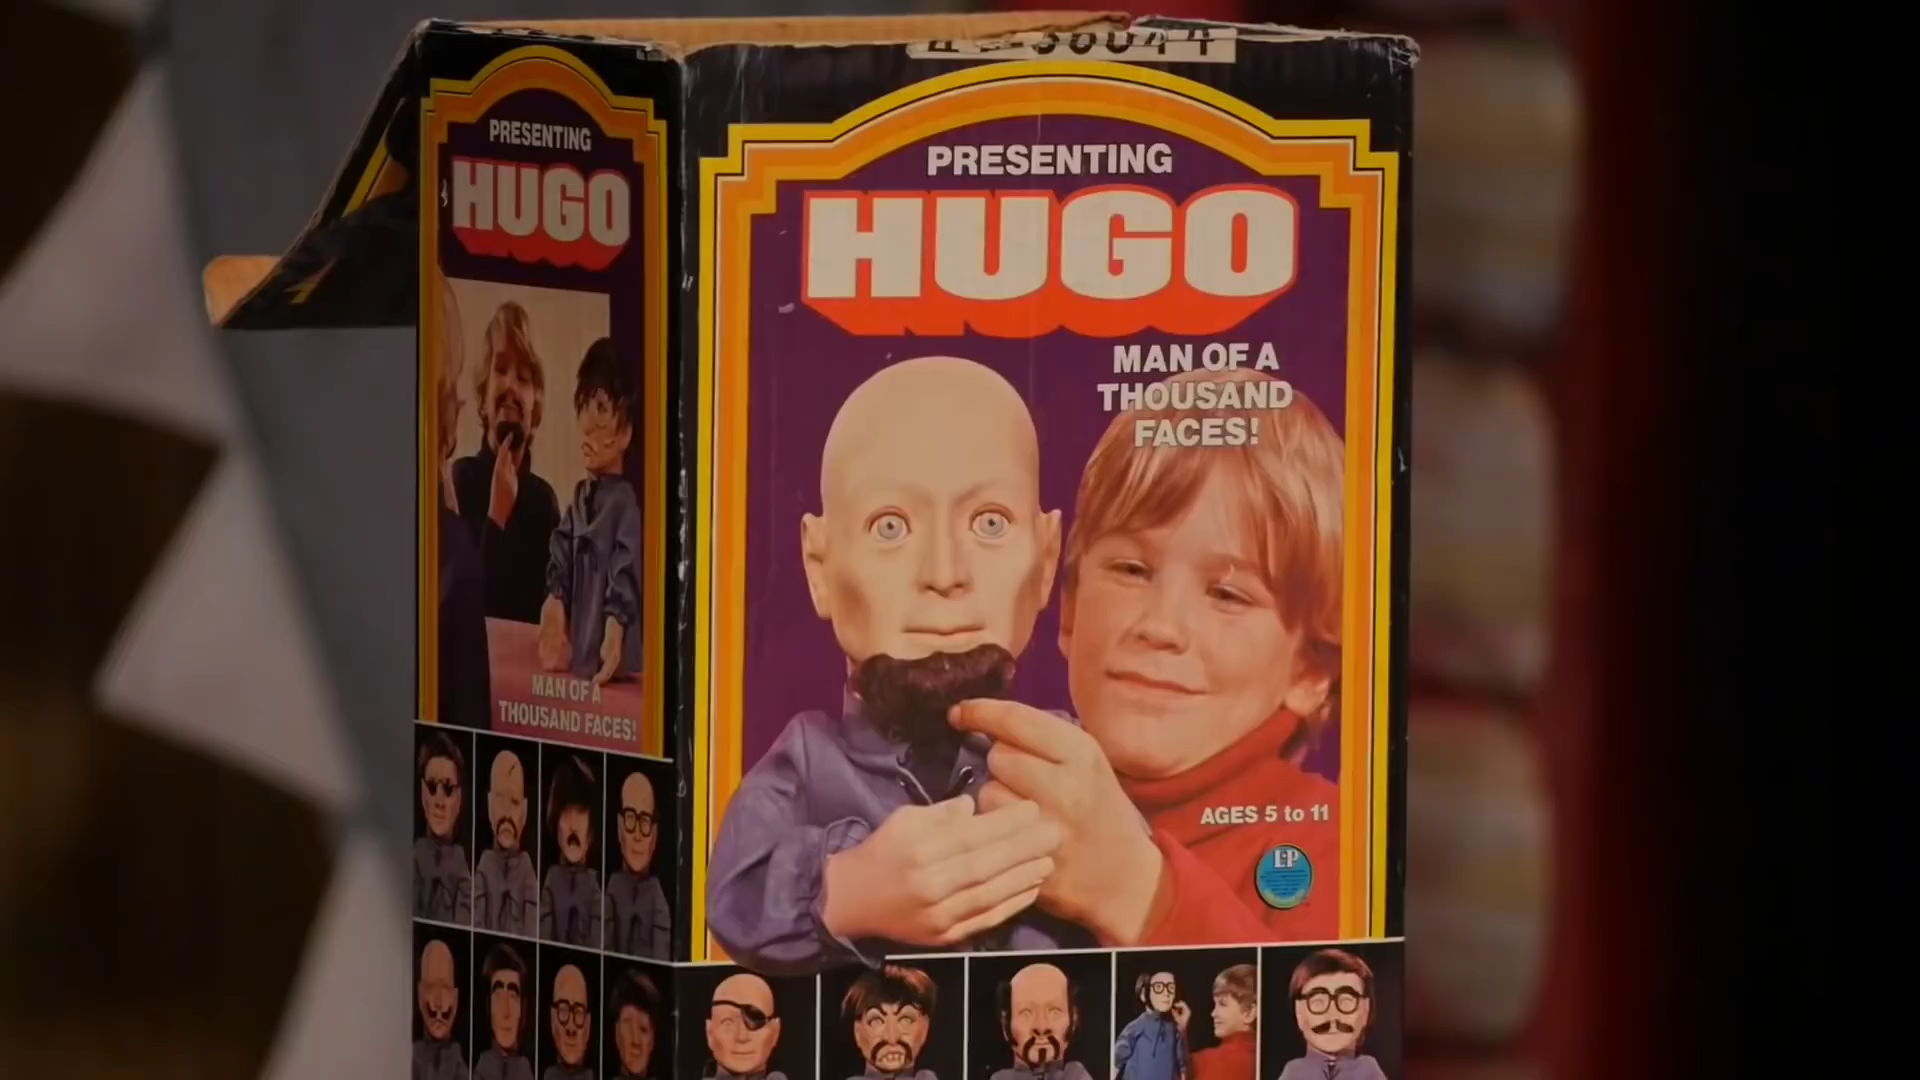 PRESENTING
HUGO
MAN OF A
THOUSAND FACES!
PRESENTING
HUGO
MAN OF A
THOUSAND
FACES!
AGES 5 to 11